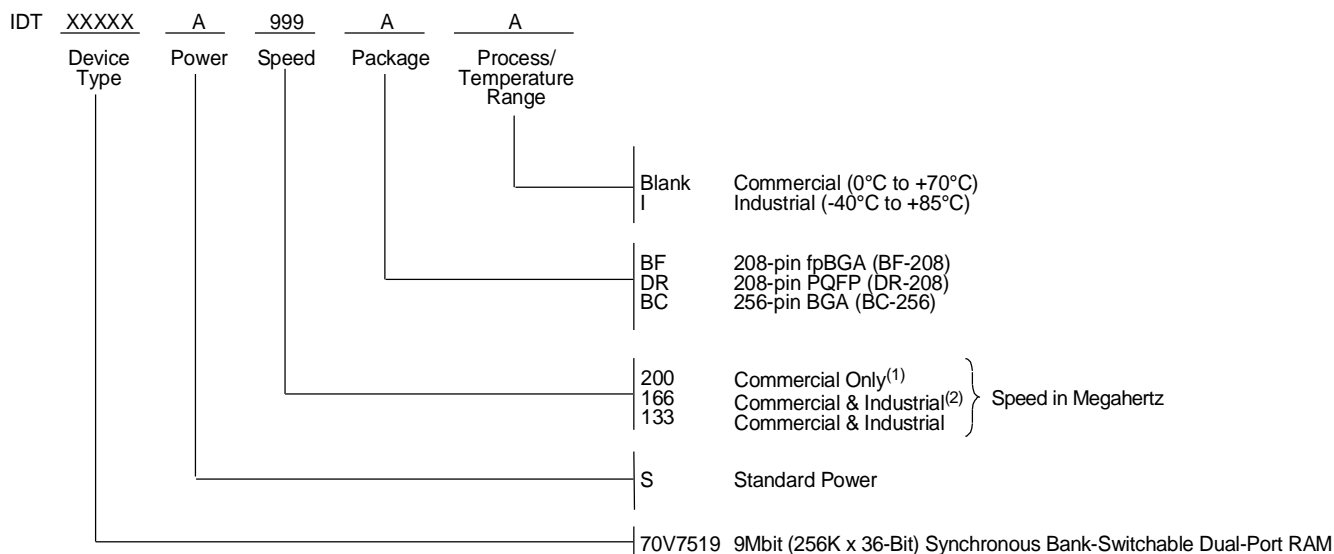 IDT XXXXX A 999 A A
Device Type Power Speed Package Process/ Temperature Range
Blank Commercial (0°C to +70°C)
I Industrial (-40°C to +85°C)
BF 208-pin fpBGA (BF-208)
DR 208-pin PQFP (DR-208)
BC 256-pin BGA (BC-256)
200 Commercial Only(1)
166 Commercial & Industrial(2)
133 Commercial & Industrial
Speed in Megahertz
S Standard Power
70V7519 9Mbit (256K x 36-Bit) Synchronous Bank-Switchable Dual-Port RAM